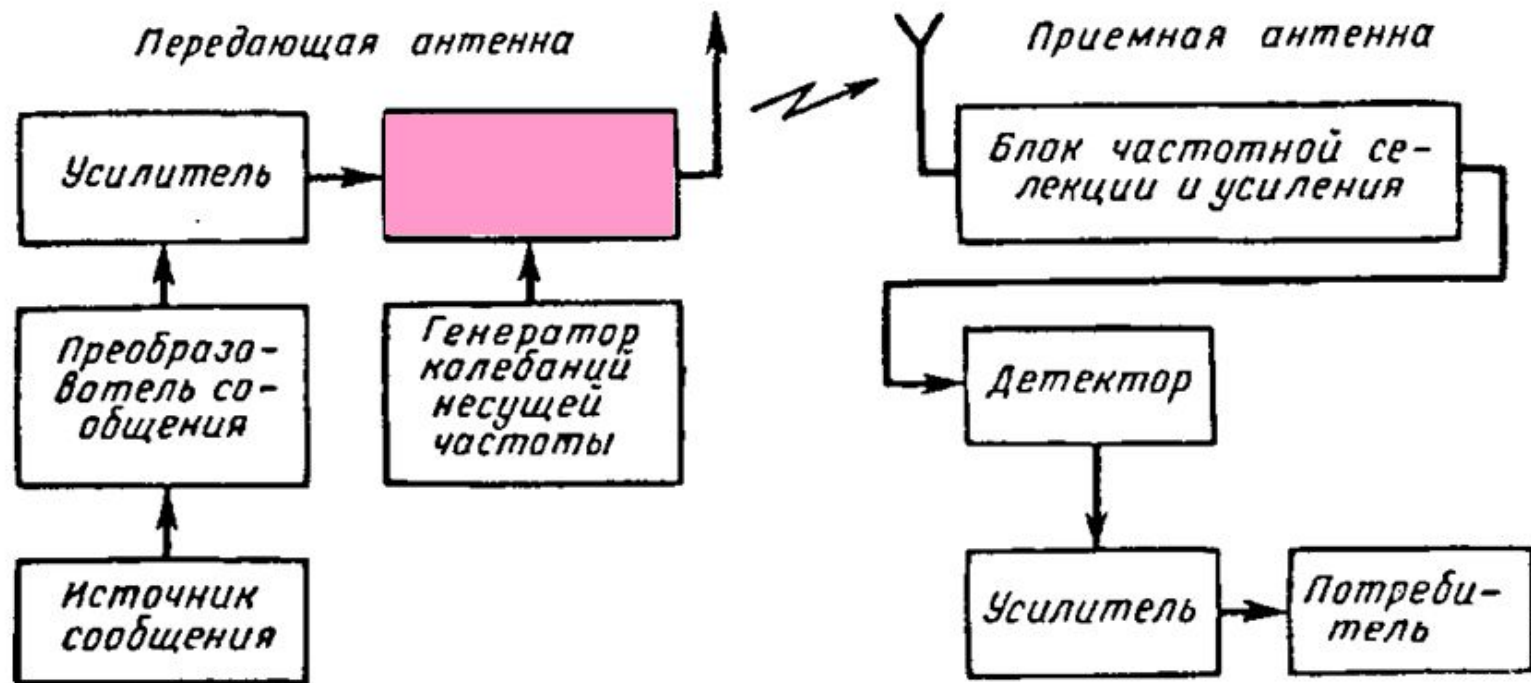 Передающая антенна
Приемная антенна
Усилитель
Блок частотной се-
лекции и усиления
Преобразо-
ватель со-
общения
Генератор
колебаний
несущей
частоты
Детектор
Источник
сообщения
Усилитель
Потреби-
тель